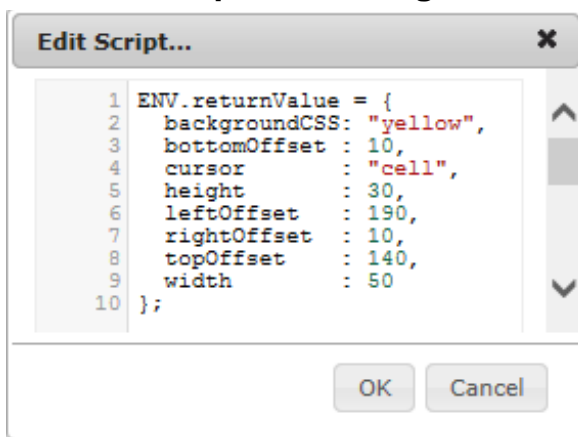 Edit Script...
1 ENV.returnValue = {
2   backgroundCSS: "yellow",
3   bottomOffset : 10,
4   cursor       : "cell",
5   height       : 30,
6   leftOffset   : 190,
7   rightOffset  : 10,
8   topOffset    : 140,
9   width        : 50
10 };
OK Cancel